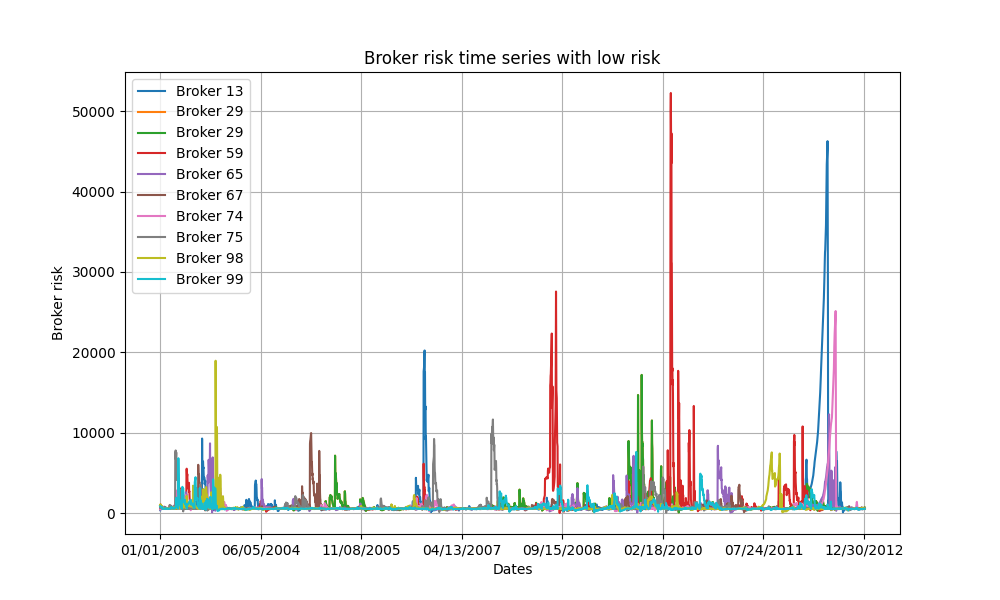 Broker risk time series with low risk
Broker risk
50000
40000
30000
20000
10000
0
Broker 13
Broker 29
Broker 29
Broker 59
Broker 65
Broker 67
Broker 74
Broker 75
Broker 98
Broker 99
01/01/2003 06/05/2004 11/08/2005 04/13/2007 09/15/2008 02/18/2010 07/24/2011 12/30/2012
Dates